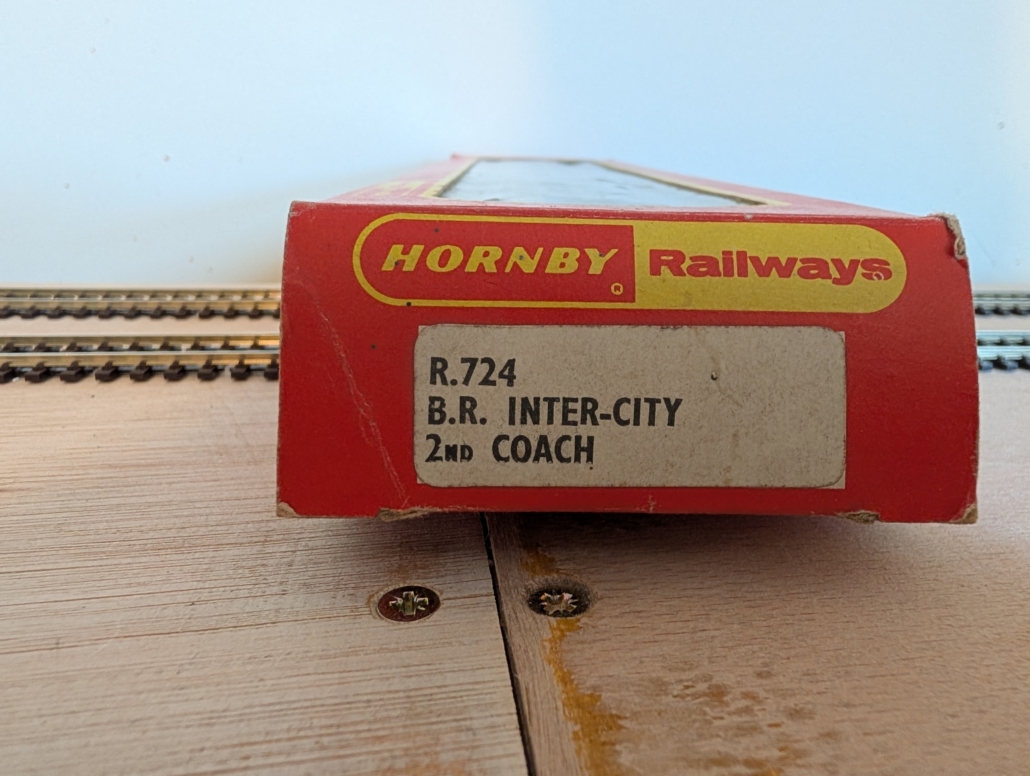 HORNBY Railways
R.724
B.R. INTER-CITY
2ND COACH